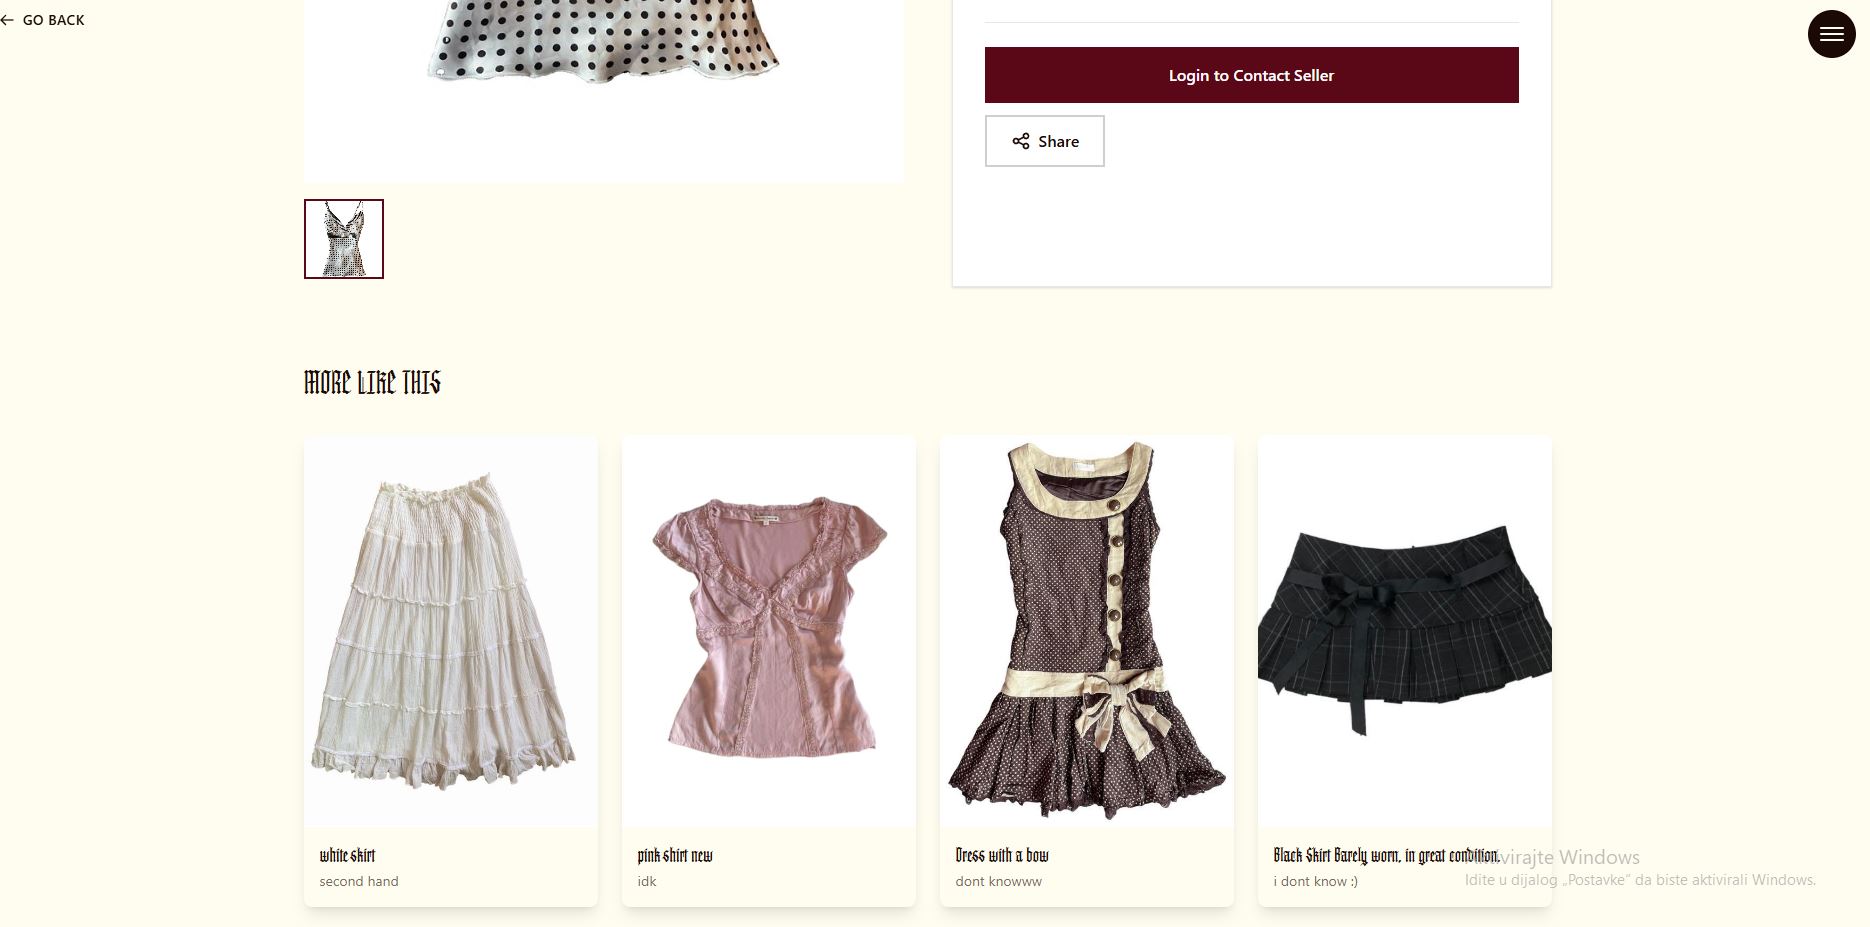 GO BACK
Login to Contact Seller
Share
MORE LIKE THIS
white skirt
second hand
pink shirt new
idk
Dress with a bow
dont knowww
Black Skirt Barely worn, in great condition.
i dont know :)
Aktivirajte Windows
Idite u dijalog „Postavke“ da biste aktivirali Windows.